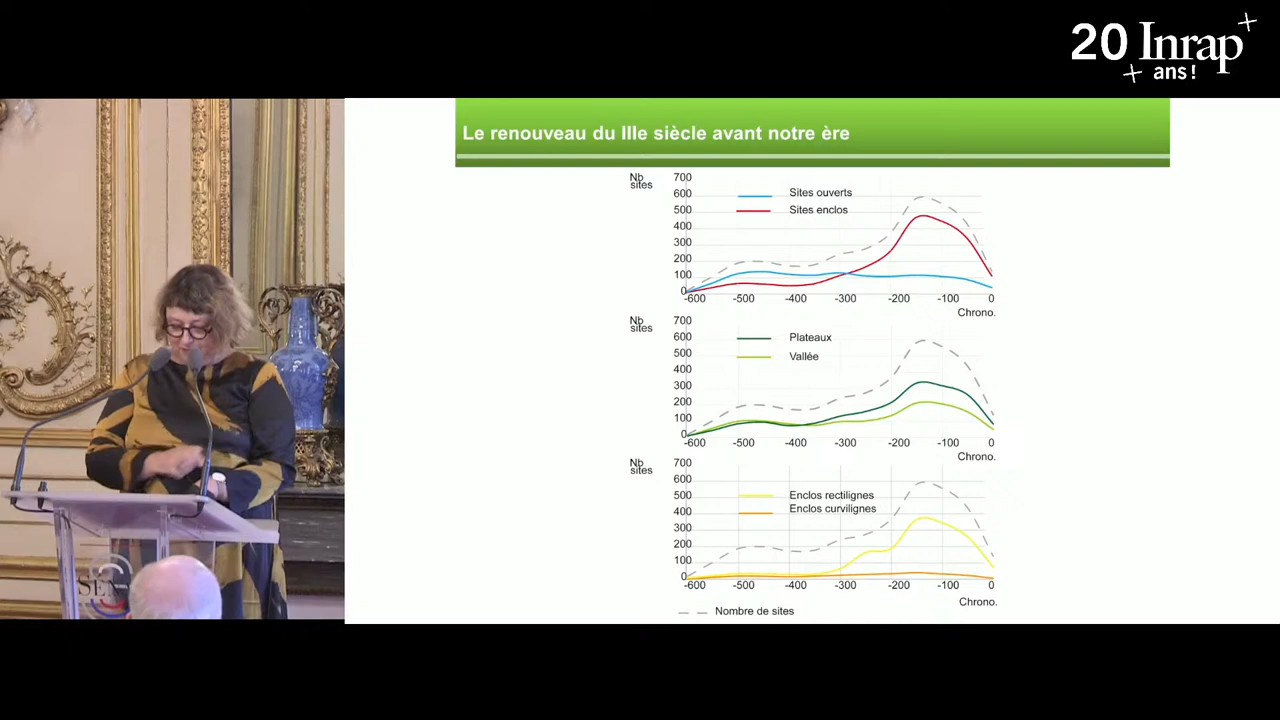 20 Inrap
ans !
Le renouveau du IIIe siècle avant notre ère
Nb
sites
700
600
500
400
300
200
100
0
Sites ouverts
Sites enclos
-600 -500 -400 -300 -200 -100 0
Chrono.
Nb
sites
700
600
500
400
300
200
100
0
Plateaux
Vallée
-600 -500 -400 -300 -200 -100 0
Chrono.
Nb
sites
700
600
500
400
300
200
100
0
Enclos rectilignes
Enclos curvilignes
-600 -500 -400 -300 -200 -100 0
Chrono.
Nombre de sites